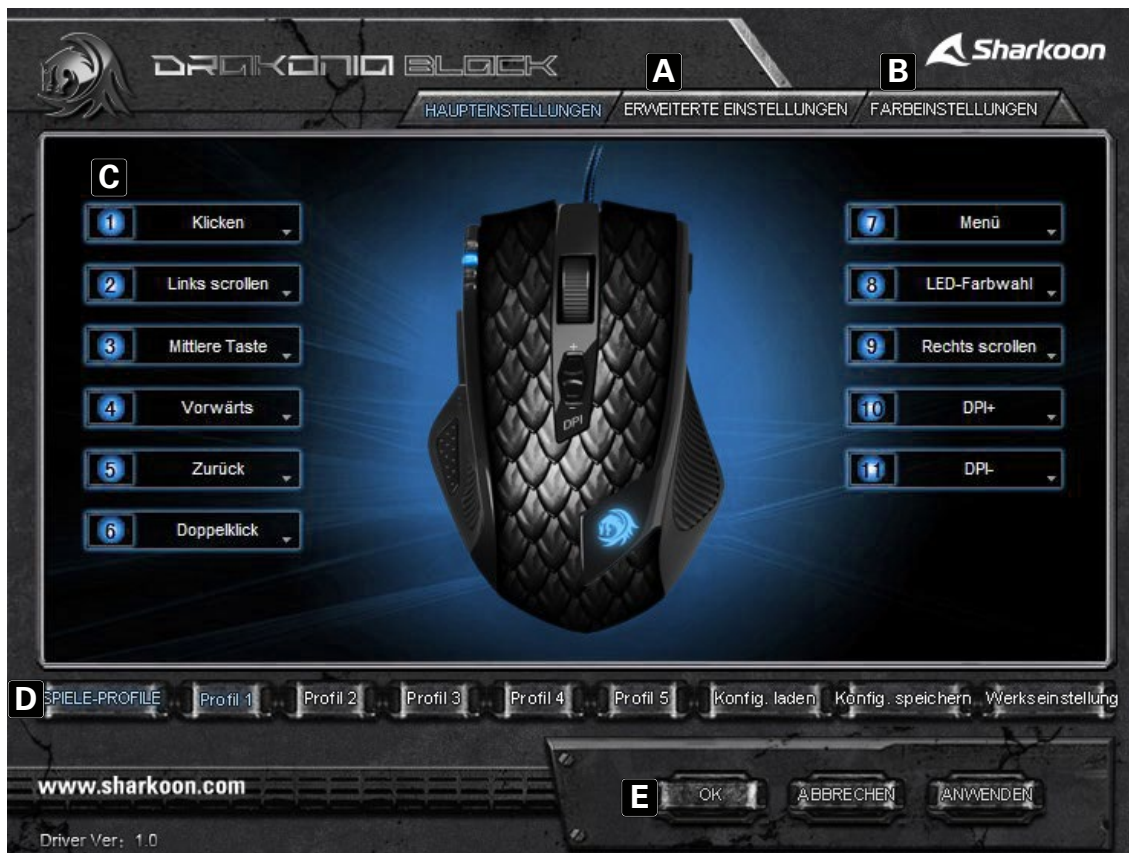 DRAKONIA BLACK
Sharkoon
A
B
HAUPTEINSTELLUNGEN
ERWEITERTE EINSTELLUNGEN
FARBEINSTELLUNGEN
C
1 Klicken
2 Links scrollen
3 Mittlere Taste
4 Vorwärts
5 Zurück
6 Doppelklick
+
-
DPI
7 Menü
8 LED-Farbwahl
9 Rechts scrollen
10 DPI+
11 DPI-
D
SPIELE-PROFILE
Profil 1
Profil 2
Profil 3
Profil 4
Profil 5
Konfig. laden
Konfig. speichern
Werkseinstellung
www.sharkoon.com
E
OK
ABBRECHEN
ANWENDEN
Driver Ver: 1.0